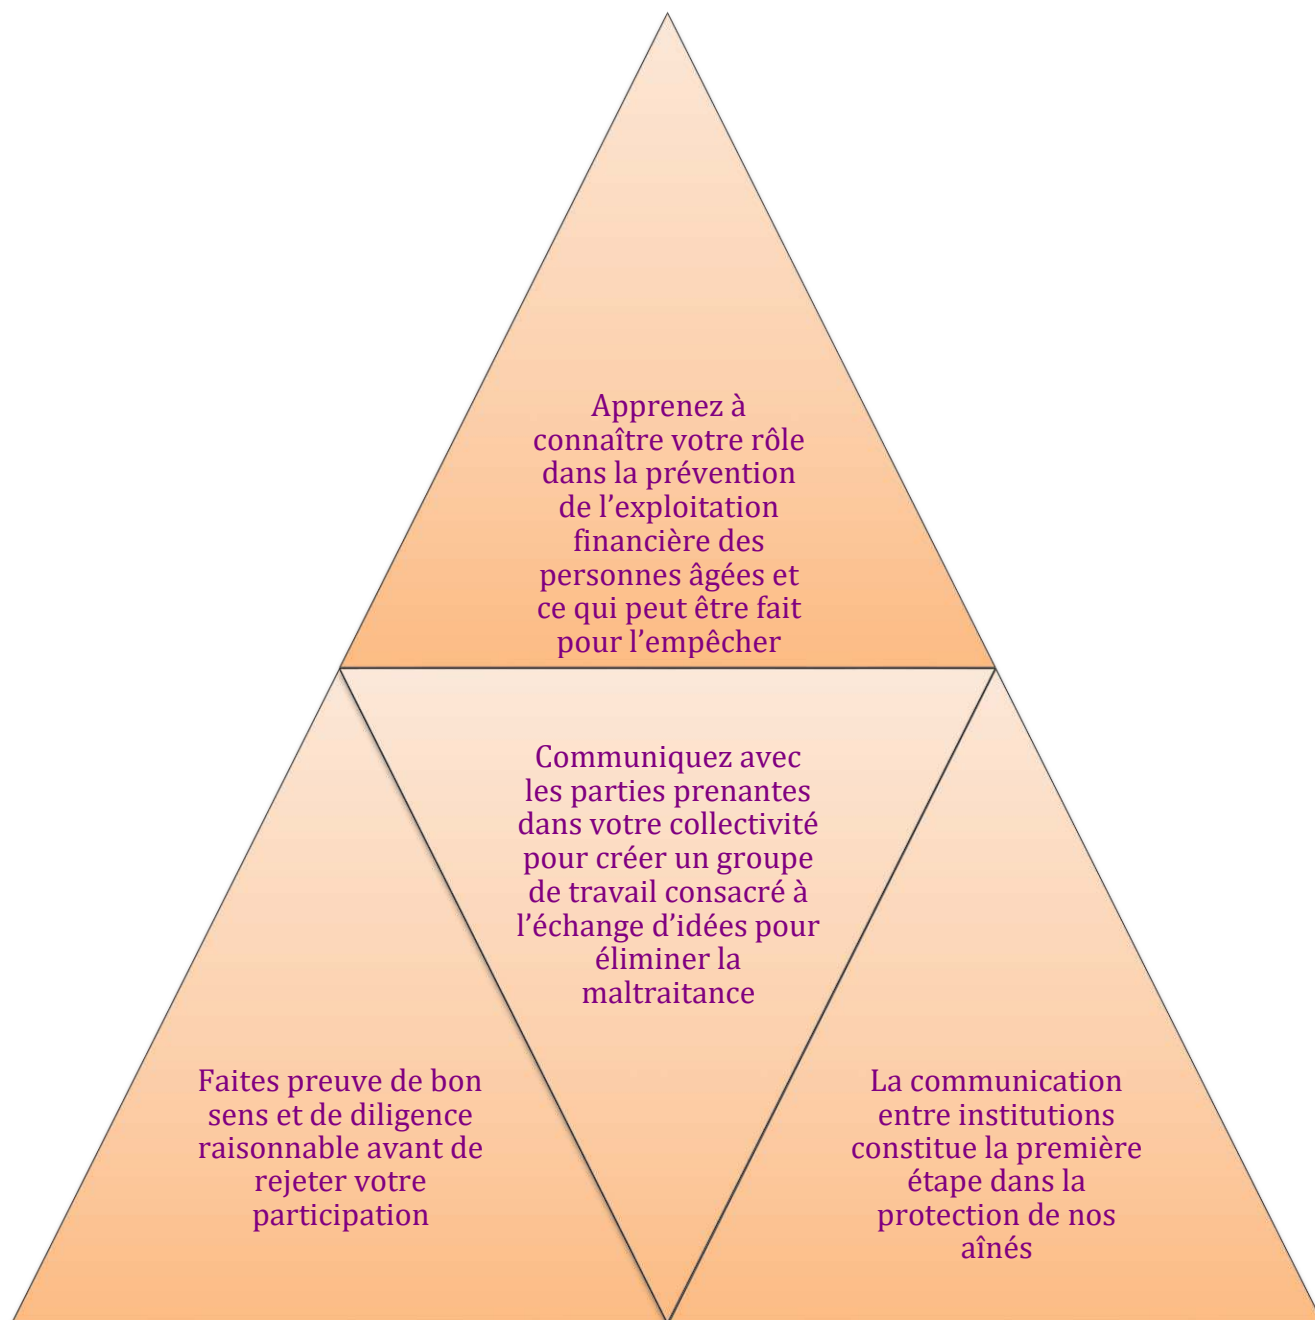 Apprenez à
connaître votre rôle
dans la prévention
de l’exploitation
financière des
personnes âgées et
ce qui peut être fait
pour l’empêcher
Communiquez avec
les parties prenantes
dans votre collectivité
pour créer un groupe
de travail consacré à
l’échange d’idées pour
éliminer la
maltraitance
Faites preuve de bon
sens et de diligence
raisonnable avant de
rejeter votre
participation
La communication
entre institutions
constitue la première
étape dans la
protection de nos
aînés